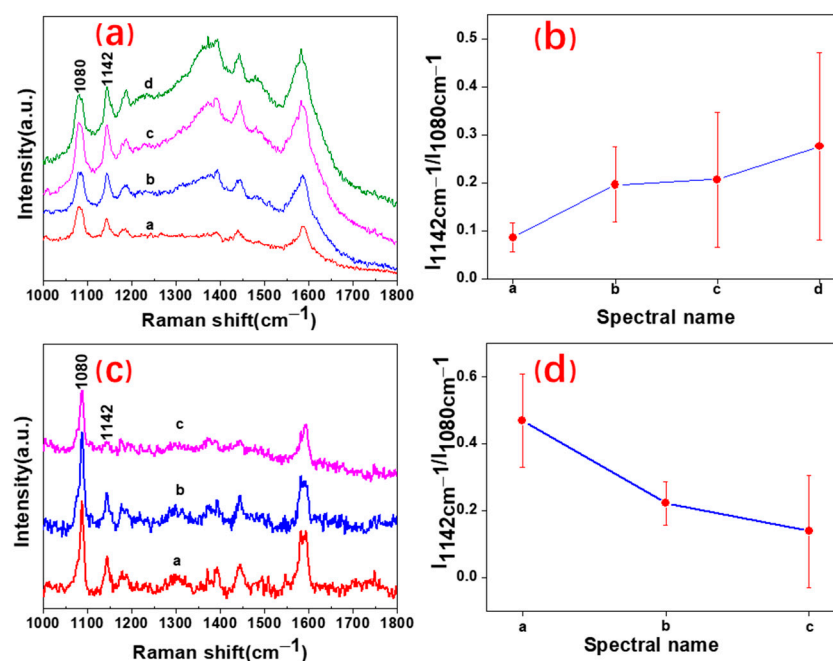 (a)
1080
1142
d
c
b
a
Intensity(a.u.)
1000 1100 1200 1300 1400 1500 1600 1700 1800
Raman shift(cm⁻¹)
(b)
0.5
0.4
0.3
0.2
0.1
0.0
I1142cm⁻¹/I1080cm⁻¹
a b c d
Spectral name
(c)
1080
1142
c
b
a
Intensity(a.u.)
1000 1100 1200 1300 1400 1500 1600 1700 1800
Raman shift(cm⁻¹)
(d)
0.6
0.4
0.2
0.0
I1142cm⁻¹/I1080cm⁻¹
a b c
Spectral name